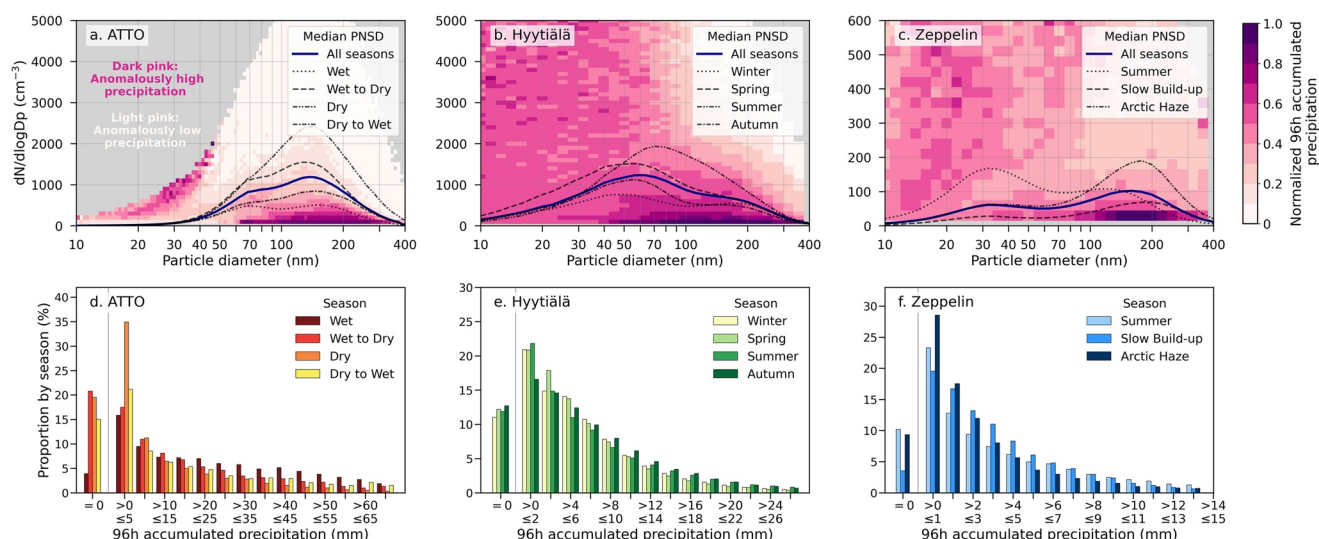 a. ATTO
Median PNSD
All seasons
Wet
Wet to Dry
Dry
Dry to Wet
Dark pink:
Anomalously high
precipitation
Light pink:
Anomalously low
precipitation
dN/dlogDp (cm⁻³)
5000
4000
3000
2000
1000
0
10 20 30 40 50 70 100 200 400
Particle diameter (nm)
b. Hyytiälä
Median PNSD
All seasons
Winter
Spring
Summer
Autumn
5000
4000
3000
2000
1000
0
10 20 30 40 50 70 100 200 400
Particle diameter (nm)
c. Zeppelin
Median PNSD
All seasons
Summer
Slow Build-up
Arctic Haze
600
500
400
300
200
100
0
10 20 30 40 50 70 100 200 400
Particle diameter (nm)
1.0
0.8
0.6
0.4
0.2
0
Normalized 96h accumulated
precipitation
d. ATTO
Season
Wet
Wet to Dry
Dry
Dry to Wet
Proportion by season (%)
40
35
30
25
20
15
10
5
0
= 0 >0 >10 >20 >30 >40 >50 >60
≤5 ≤15 ≤25 ≤35 ≤45 ≤55 ≤65
96h accumulated precipitation (mm)
e. Hyytiälä
Season
Winter
Spring
Summer
Autumn
30
25
20
15
10
5
0
= 0 >0 >4 >8 >12 >16 >20 >24
≤2 ≤6 ≤10 ≤14 ≤18 ≤22 ≤26
96h accumulated precipitation (mm)
f. Zeppelin
Season
Summer
Slow Build-up
Arctic Haze
30
25
20
15
10
5
0
= 0 >0 >2 >4 >6 >8 >10 >12 >14
≤1 ≤3 ≤5 ≤7 ≤9 ≤11 ≤13 ≤15
96h accumulated precipitation (mm)